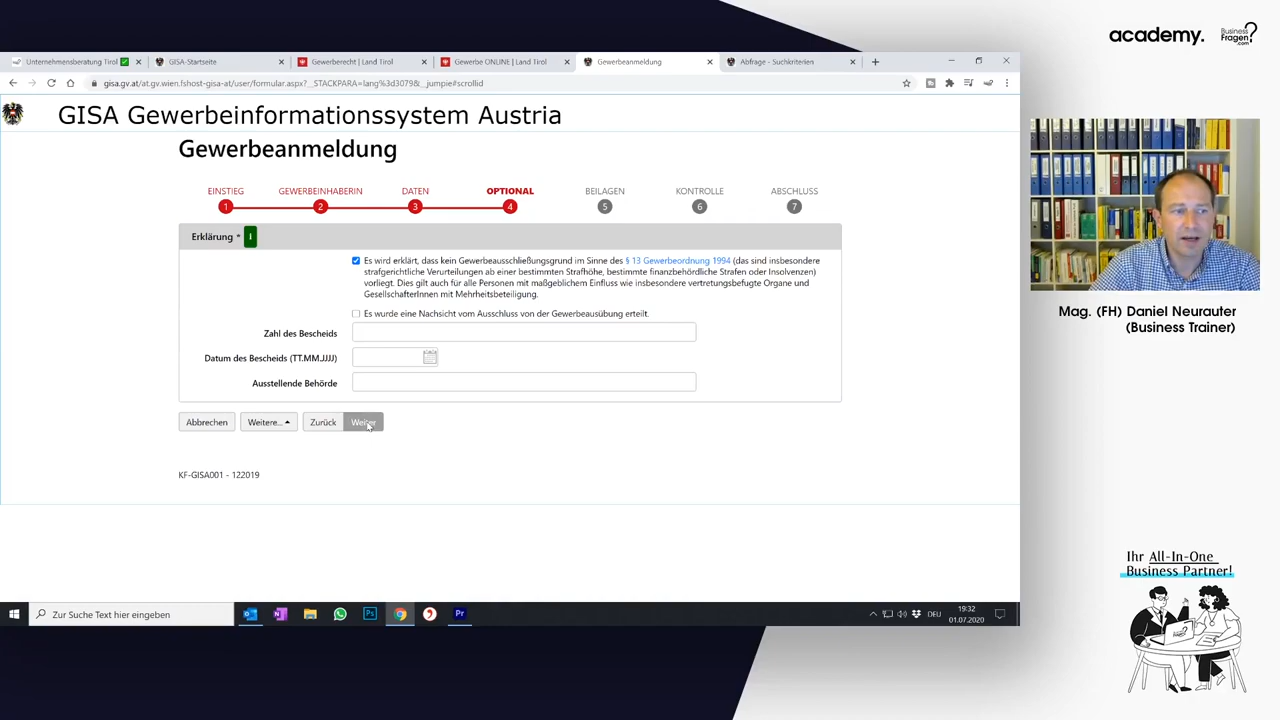 academy.
Business
Fragen
.com
Unternehmensberatung Tirol
GISA-Startseite
Gewerberecht | Land Tirol
Gewerbe ONLINE | Land Tirol
Gewerbeanmeldung
Abfrage - Suchkriterien
gisa.gv.at/at.gv.wien.fshost-gisa-at/user/formular.aspx?__STACKPARA=lang%3d3079&__jumpie#scrollid
GISA Gewerbeinformationssystem Austria
Gewerbeanmeldung
EINSTIEG GEWERBEINHABERIN DATEN OPTIONAL BEILAGEN KONTROLLE ABSCHLUSS
1 2 3 4 5 6 7
Erklärung * i
Es wird erklärt, dass kein Gewerbeausschließungsgrund im Sinne des § 13 Gewerbeordnung 1994 (das sind insbesondere
strafgerichtliche Verurteilungen ab einer bestimmten Strafhöhe, bestimmte finanzbehördliche Strafen oder Insolvenzen)
vorliegt. Dies gilt auch für alle Personen mit maßgeblichem Einfluss wie insbesondere vertretungsbefugte Organe und
GesellschafterInnen mit Mehrheitsbeteiligung.
Es wurde eine Nachsicht vom Ausschluss von der Gewerbeausübung erteilt.
Zahl des Bescheids
Datum des Bescheids (TT.MM.JJJJ)
Ausstellende Behörde
Abbrechen Weitere... Zurück Weiter
KF-GISA001 - 122019
Mag. (FH) Daniel Neurauter
(Business Trainer)
Ihr All-In-One
Business Partner!
Zur Suche Text hier eingeben
DEU
19:32
01.07.2020